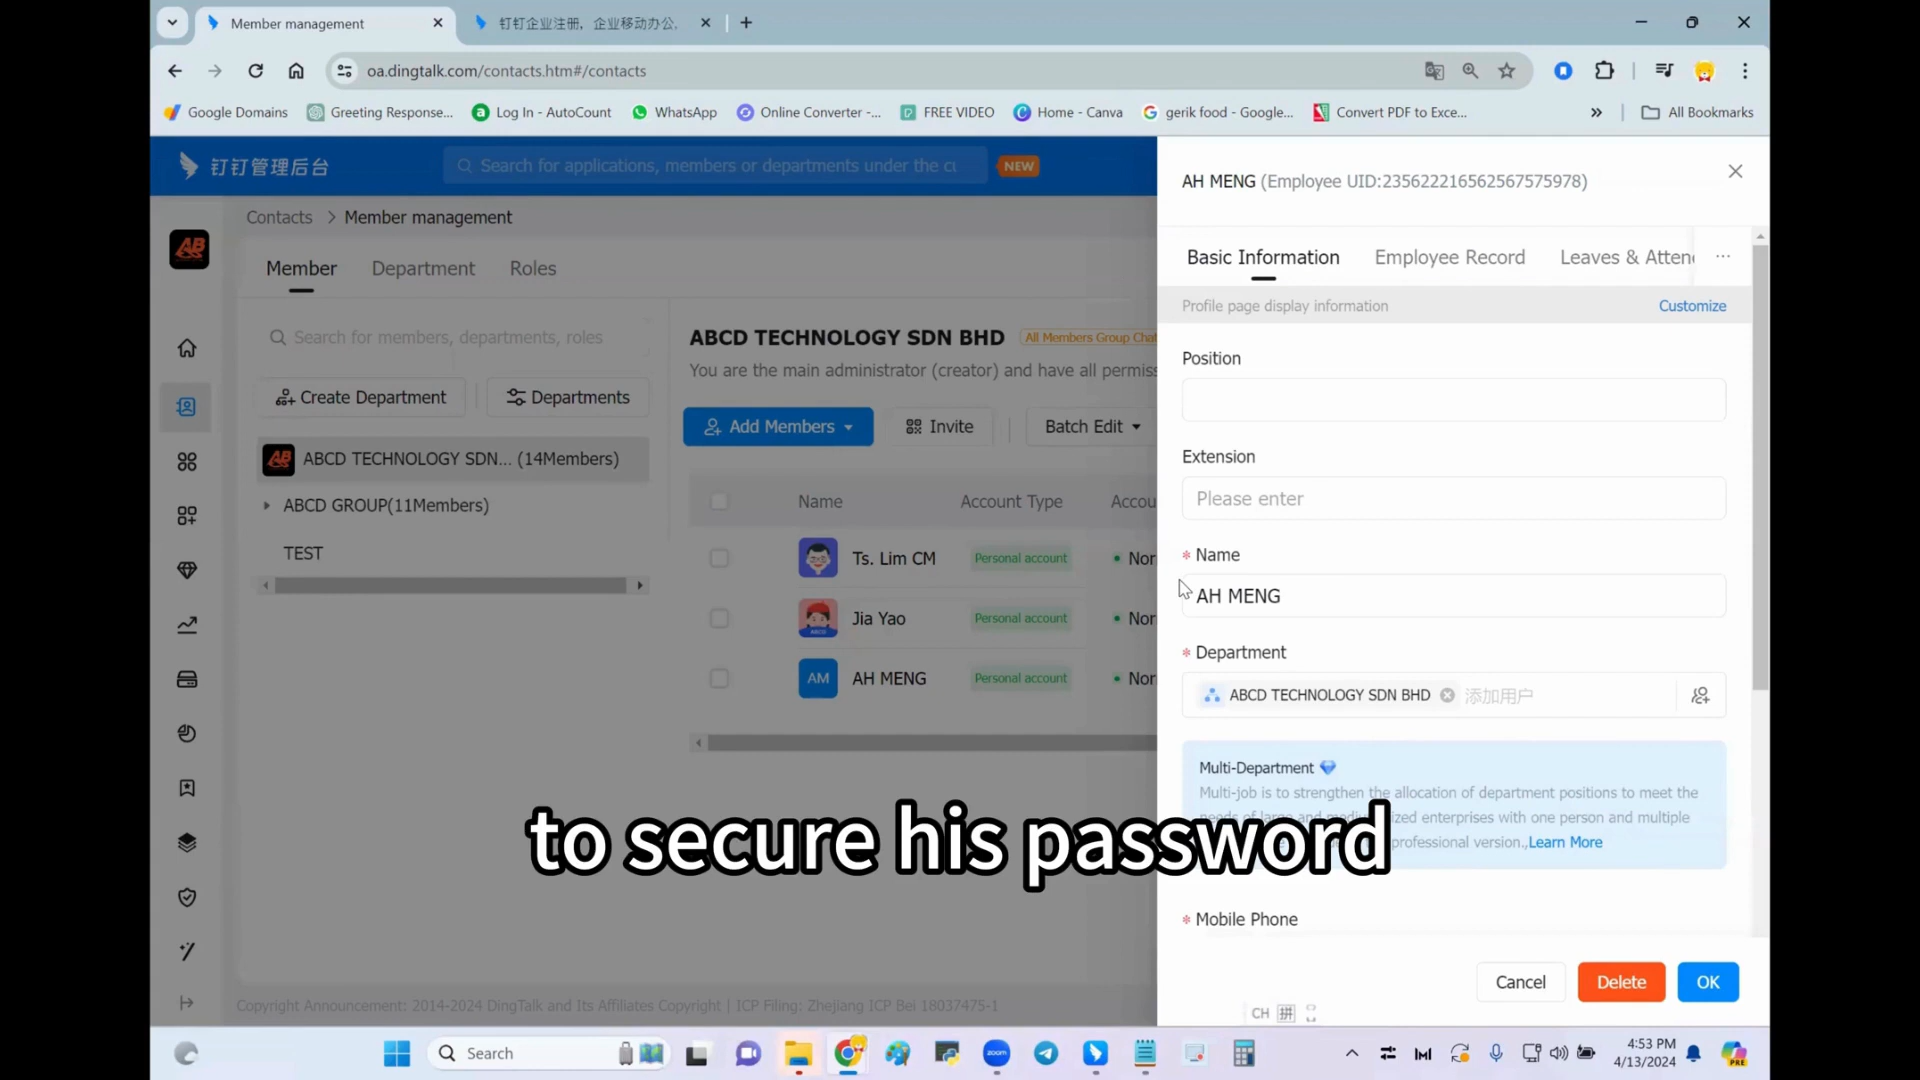 Member management
钉钉企业注册，企业移动办公,
oa.dingtalk.com/contacts.htm#/contacts
Google Domains
Greeting Response...
Log In - AutoCount
WhatsApp
Online Converter -...
FREE VIDEO
Home - Canva
gerik food - Google...
Convert PDF to Exce...
All Bookmarks
钉钉管理后台
Search for applications, members or departments under the cu
NEW
Contacts > Member management
Member
Department
Roles
Search for members, departments, roles
Create Department
Departments
ABCD TECHNOLOGY SDN... (14Members)
ABCD GROUP(11Members)
TEST
ABCD TECHNOLOGY SDN BHD
All Members Group Chat
You are the main administrator (creator) and have all permiss
Add Members
Invite
Batch Edit
Name
Account Type
Accou
Ts. Lim CM
Personal account
Nor
Jia Yao
Personal account
Nor
AM
AH MENG
Personal account
Nor
Copyright Announcement: 2014-2024 DingTalk and Its Affiliates Copyright | ICP Filing: Zhejiang ICP Bei 18037475-1
AH MENG (Employee UID:235622216562567575978)
Basic Information
Employee Record
Leaves & Atten
...
Profile page display information
Customize
Position
Extension
Please enter
* Name
AH MENG
* Department
ABCD TECHNOLOGY SDN BHD
添加用户
Multi-Department
Multi-job is to strengthen the allocation of department positions to meet the
needs of large and medium-sized enterprises with one person and multiple
professional version.,Learn More
* Mobile Phone
Cancel
Delete
OK
to secure his password
CH 拼
Search
zoom
4:53 PM
4/13/2024
PRE